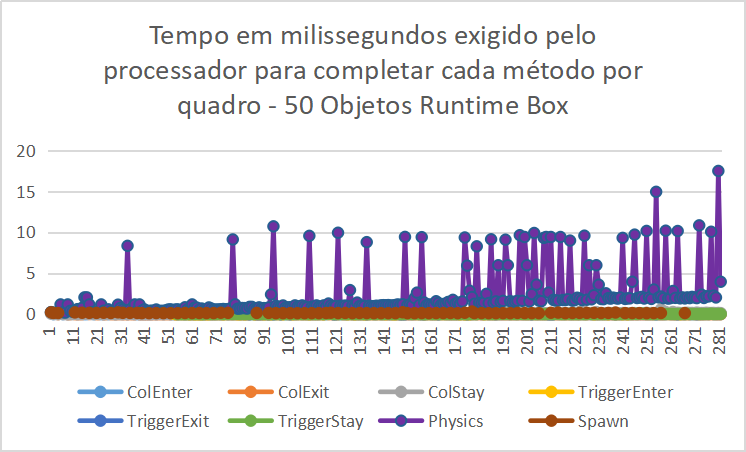 Tempo em milissegundos exigido pelo
processador para completar cada método por
quadro - 50 Objetos Runtime Box
20
15
10
5
0
1 11 21 31 41 51 61 71 81 91 101 111 121 131 141 151 161 171 181 191 201 211 221 231 241 251 261 271 281
ColEnter ColExit ColStay TriggerEnter
TriggerExit TriggerStay Physics Spawn